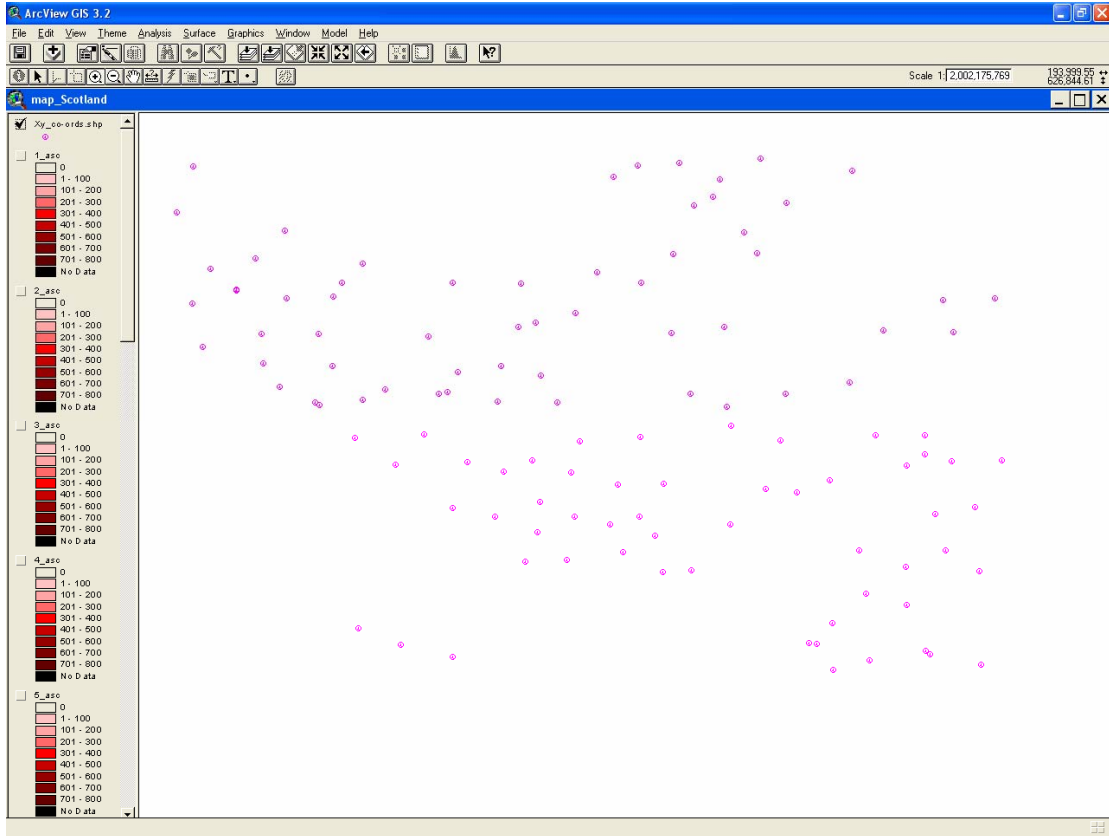 ArcView GIS 3.2
File Edit View Theme Analysis Surface Graphics Window Model Help
T
Scale 1: 2,002,175,769
193,999.55
626,844.61
map_Scotland
Xy_co-ords.shp
1_asc
0
1 - 100
101 - 200
201 - 300
301 - 400
401 - 500
501 - 600
601 - 700
701 - 800
No Data
2_asc
0
1 - 100
101 - 200
201 - 300
301 - 400
401 - 500
501 - 600
601 - 700
701 - 800
No Data
3_asc
0
1 - 100
101 - 200
201 - 300
301 - 400
401 - 500
501 - 600
601 - 700
701 - 800
No Data
4_asc
0
1 - 100
101 - 200
201 - 300
301 - 400
401 - 500
501 - 600
601 - 700
701 - 800
No Data
5_asc
0
1 - 100
101 - 200
201 - 300
301 - 400
401 - 500
501 - 600
601 - 700
701 - 800
No Data